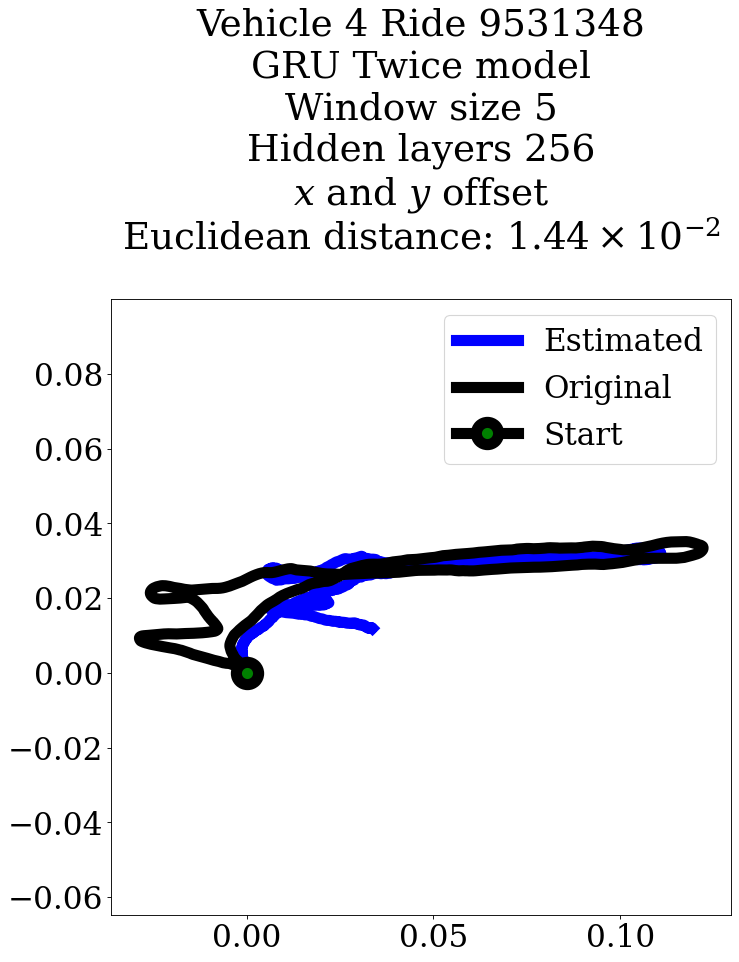 Vehicle 4 Ride 9531348
GRU Twice model
Window size 5
Hidden layers 256
x and y offset
Euclidean distance: 1.44 × 10⁻²
Estimated
Original
Start
0.08
0.06
0.04
0.02
0.00
−0.02
−0.04
−0.06
0.00 0.05 0.10